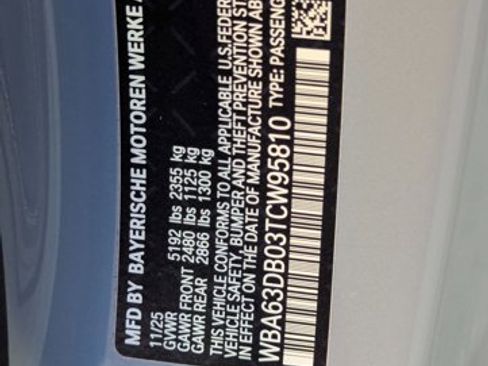 MFD BY BAYERISCHE MOTOREN WERKE
11/25
GVWR 5192 lbs 2355 kg
GAWR FRONT 2480 lbs 1125 kg
GAWR REAR 2866 lbs 1300 kg
THIS VEHICLE CONFORMS TO ALL APPLICABLE U.S. FEDER
VEHICLE SAFETY, BUMPER AND THEFT PREVENTION ST
IN EFFECT ON THE DATE OF MANUFACTURE SHOWN AB
WBA63DB03TCW95810 TYPE: PASSENG